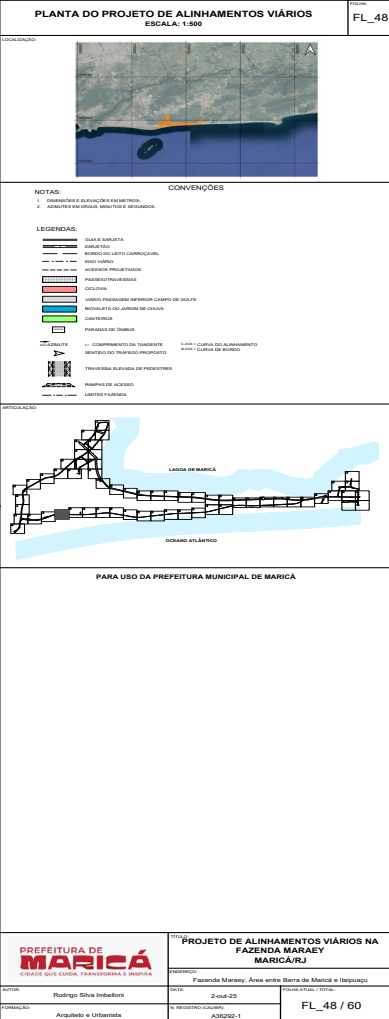 PLANTA DO PROJETO DE ALINHAMENTOS VIÁRIOS
ESCALA: 1:500
FOLHA:
FL_48
LOCALIZAÇÃO:
CONVENÇÕES
NOTAS:
1. DIMENSÕES E ELEVAÇÕES EM METROS;
2. AZIMUTES EM GRAUS, MINUTOS E SEGUNDOS.
LEGENDAS:
GUIA E SARJETA
SARJETÃO
BORDO DO LEITO CARROÇÁVEL
EIXO VIÁRIO
ACESSOS PROJETADOS
PASSEIO/TRAVESSIAS
CICLOVIA
VIÁRIO PASSAGEM INFERIOR CAMPO DE GOLFE
BIOVALETA OU JARDIM DE CHUVA
CANTEIROS
PARADAS DE ÔNIBUS
AZIMUTE L= COMPRIMENTO DA TANGENTE C-XXX = CURVA DO ALINHAMENTO
B-XXX = CURVA DE BORDO
SENTIDO DO TRÁFEGO PROPOSTO
TRAVESSIA ELEVADA DE PEDESTRES
RAMPAS DE ACESSO
LIMITES FAZENDA
ARTICULAÇÃO:
LAGOA DE MARICÁ
OCEANO ATLÂNTICO
PARA USO DA PREFEITURA MUNICIPAL DE MARICÁ
PREFEITURA DE
MARICÁ
CIDADE QUE CUIDA, TRANSFORMA E INSPIRA
TÍTULO:
PROJETO DE ALINHAMENTOS VIÁRIOS NA
FAZENDA MARAEY
MARICÁ/RJ
ENDEREÇO:
Fazenda Maraey, Área entre Barra de Maricá e Itaipuaçu
AUTOR:
Rodrigo Silva Imbelloni
DATA:
2-out-25
FOLHA ATUAL / TOTAL:
FL_48 / 60
FORMAÇÃO:
Arquiteto e Urbanista
N. REGISTRO (CAU/BR):
A36292-1